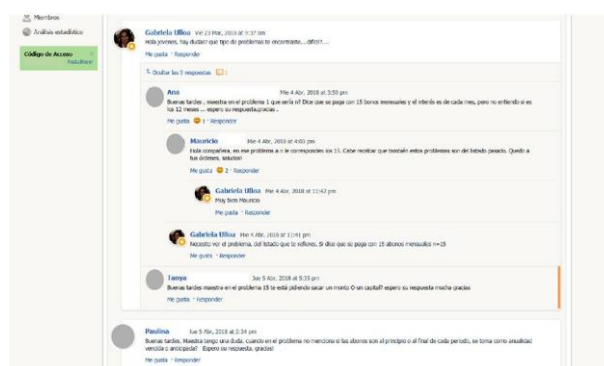 Miembros
Análisis estadístico
Código de Acceso
Restablecer
Gabriela Ulloa Vie 23 Mar, 2018 at 9:37 am
Hola jovenes, hay dudas? que tipo de problemas te encontraste....dificil?....
Me gusta · Responder
Ocultar las 5 respuestas
Ana Mie 4 Abr, 2018 at 3:50 pm
Buenas tardes , maestra en el problema 1 que sería n? Dice que se paga con 15 bonos mensuales y el interés es de cada mes, pero no entiendo si es
los 12 meses ... espero su respuesta,gracias .
Me gusta 1 · Responder
Mauricio Mie 4 Abr, 2018 at 4:03 pm
Hola compañera, en ese problema a n le corresponden los 15. Cabe recalcar que también estos problemas son del listado pasado. Quedo a
tus órdenes, saludos!
Me gusta 2 · Responder
Gabriela Ulloa Mie 4 Abr, 2018 at 11:42 pm
Muy bien Mauricio
Me gusta · Responder
Gabriela Ulloa Mie 4 Abr, 2018 at 11:41 pm
Necesito ver el problema, del listado que te refieres. Si dice que se paga con 15 abonos mensuales n=15
Me gusta · Responder
Tanya Jue 5 Abr, 2018 at 5:35 pm
Buenas tardes maestra en el problema 15 te está pidiendo sacar un monto O un capital? espero su respuesta mucha gracias
Me gusta · Responder
Paulina Jue 5 Abr, 2018 at 2:34 pm
Buenas tardes. Maestra tengo una duda, cuando en el problema no menciona si las abonos son al principio o al final de cada periodo, se toma como anualidad
vencida o anticipada? Espero su respuesta, gracias!
Me gusta · Responder